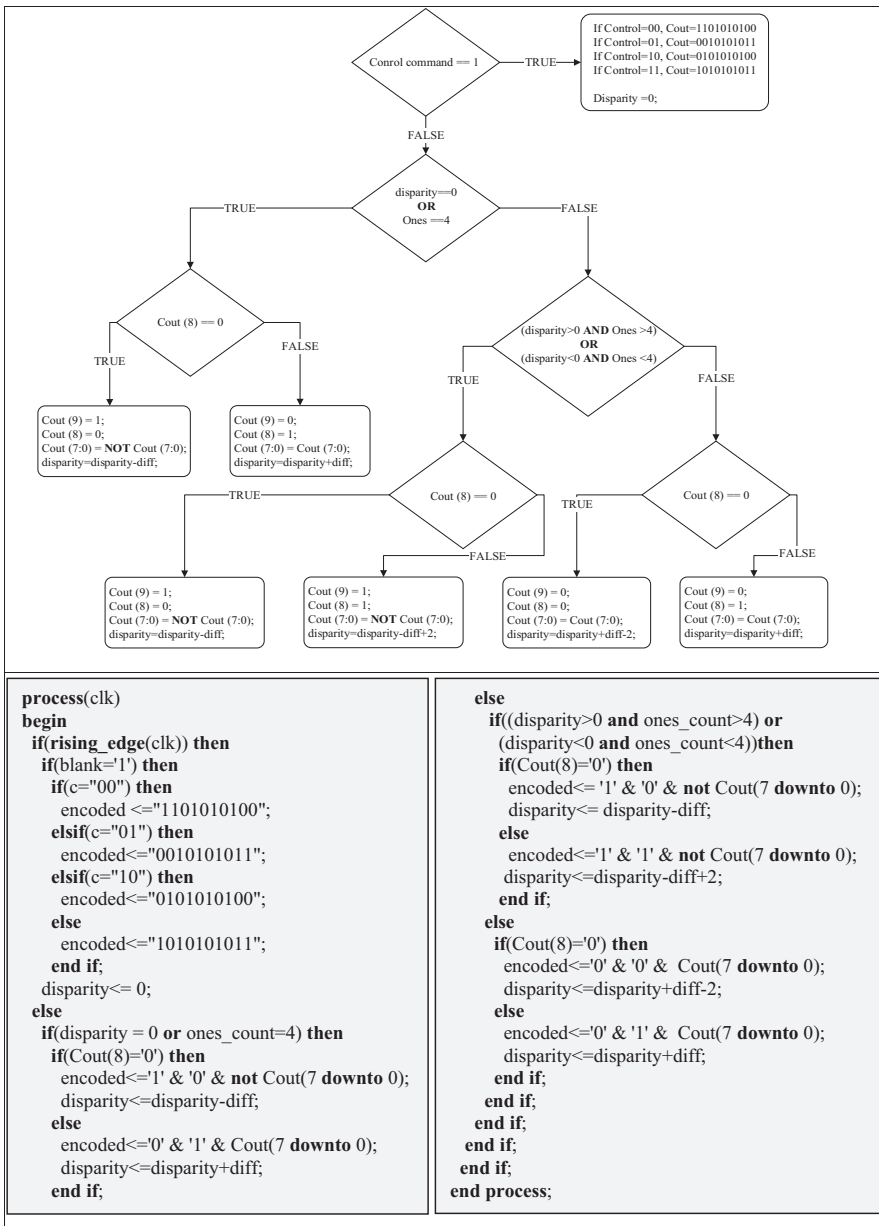 If Control=00, Cout=1101010100
If Control=01, Cout=0010101011
If Control=10, Cout=0101010100
If Control=11, Cout=1010101011
Disparity =0;
Conrol command == 1
TRUE
FALSE
disparity==0
OR
Ones ==4
TRUE
FALSE
Cout (8) == 0
TRUE
FALSE
(disparity>0 AND Ones >4)
OR
(disparity<0 AND Ones <4)
TRUE
FALSE
Cout (9) = 1;
Cout (8) = 0;
Cout (7:0) = NOT Cout (7:0);
disparity=disparity-diff;
Cout (9) = 0;
Cout (8) = 1;
Cout (7:0) = Cout (7:0);
disparity=disparity+diff;
Cout (8) == 0
TRUE
FALSE
Cout (8) == 0
TRUE
FALSE
Cout (9) = 1;
Cout (8) = 0;
Cout (7:0) = NOT Cout (7:0);
disparity=disparity-diff;
Cout (9) = 1;
Cout (8) = 1;
Cout (7:0) = NOT Cout (7:0);
disparity=disparity-diff+2;
Cout (9) = 0;
Cout (8) = 0;
Cout (7:0) = Cout (7:0);
disparity=disparity+diff-2;
Cout (9) = 0;
Cout (8) = 1;
Cout (7:0) = Cout (7:0);
disparity=disparity+diff;
process(clk)
begin
if(rising_edge(clk)) then
if(blank='1') then
if(c="00") then
encoded <="1101010100";
elsif(c="01") then
encoded<="0010101011";
elsif(c="10") then
encoded<="0101010100";
else
encoded<="1010101011";
end if;
disparity<= 0;
else
if(disparity = 0 or ones_count=4) then
if(Cout(8)='0') then
encoded<='1' & '0' & not Cout(7 downto 0);
disparity<=disparity-diff;
else
encoded<='0' & '1' & Cout(7 downto 0);
disparity<=disparity+diff;
end if;
else
if((disparity>0 and ones_count>4) or
(disparity<0 and ones_count<4))then
if(Cout(8)='0') then
encoded<= '1' & '0' & not Cout(7 downto 0);
disparity<= disparity-diff;
else
encoded<='1' & '1' & not Cout(7 downto 0);
disparity<=disparity-diff+2;
end if;
else
if(Cout(8)='0') then
encoded<='0' & '0' & Cout(7 downto 0);
disparity<=disparity+diff-2;
else
encoded<='0' & '1' & Cout(7 downto 0);
disparity<=disparity+diff;
end if;
end if;
end if;
end if;
end if;
end process;